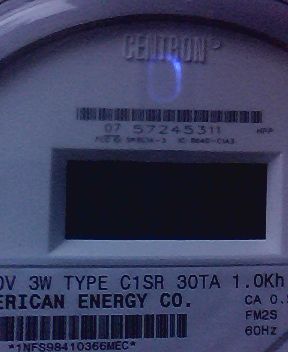 CENTRON®
07 57245311
0V 3W TYPE C1SR 30TA 1.0Kh
ERICAN ENERGY CO.
CA 0.
FM2S
60Hz
*1NFS98410366MEC*